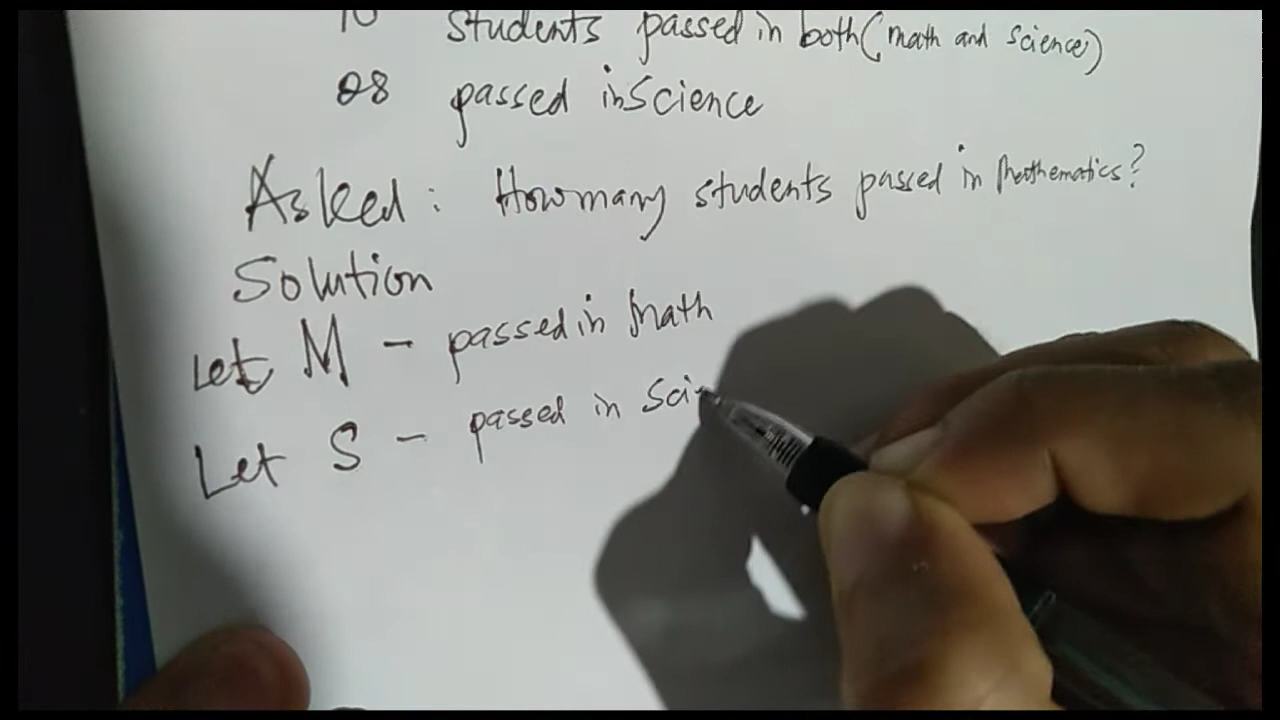 10 students passed in both (math and science)
08 passed in Science
Asked: How many students passed in Mathematics?
Solution
Let M - passed in Math
Let S - passed in Sci